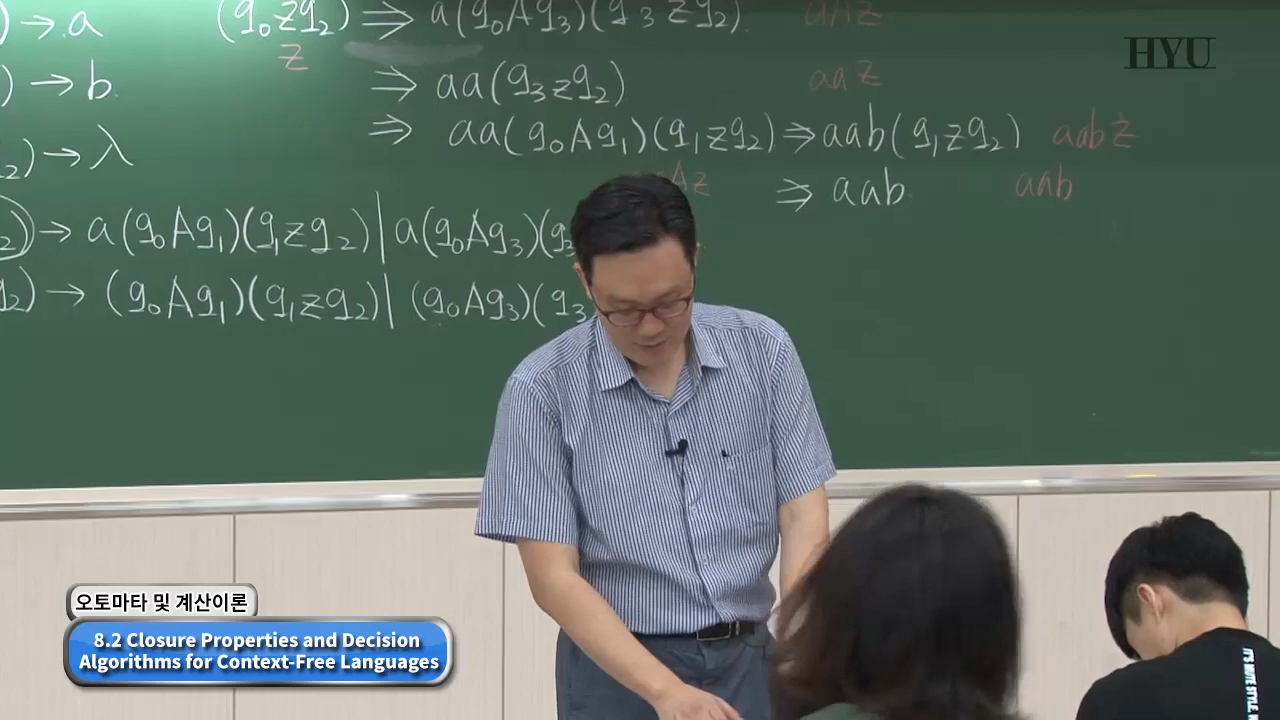 ) → a (q₀zq₂) ⇒ a(q₀Aq₃)(q₃zq₂) aAz
z
HYU
) → b ⇒ aa(q₃zq₂) aaz
⇒ aa(q₀Aq₁)(q₁zq₂) ⇒ aab(q₁zq₂) aabz
₂) → λ
Az ⇒ aab aab
₂) → a(q₀Aq₁)(q₁zq₂) | a(q₀Aq₃)(q₃
q₂) → (q₀Aq₁)(q₁zq₂) | (q₀Aq₃)(q₃
오토마타 및 계산이론
8.2 Closure Properties and Decision
Algorithms for Context-Free Languages